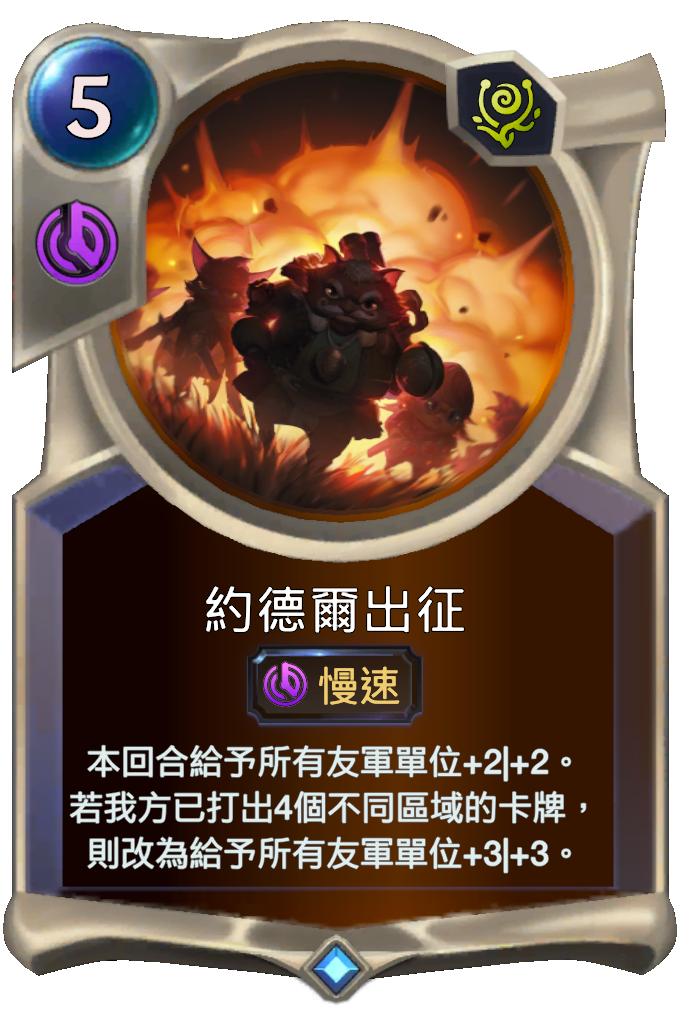 5
約德爾出征
慢速
本回合給予所有友軍單位+2|+2。
若我方已打出4個不同區域的卡牌，
則改為給予所有友軍單位+3|+3。